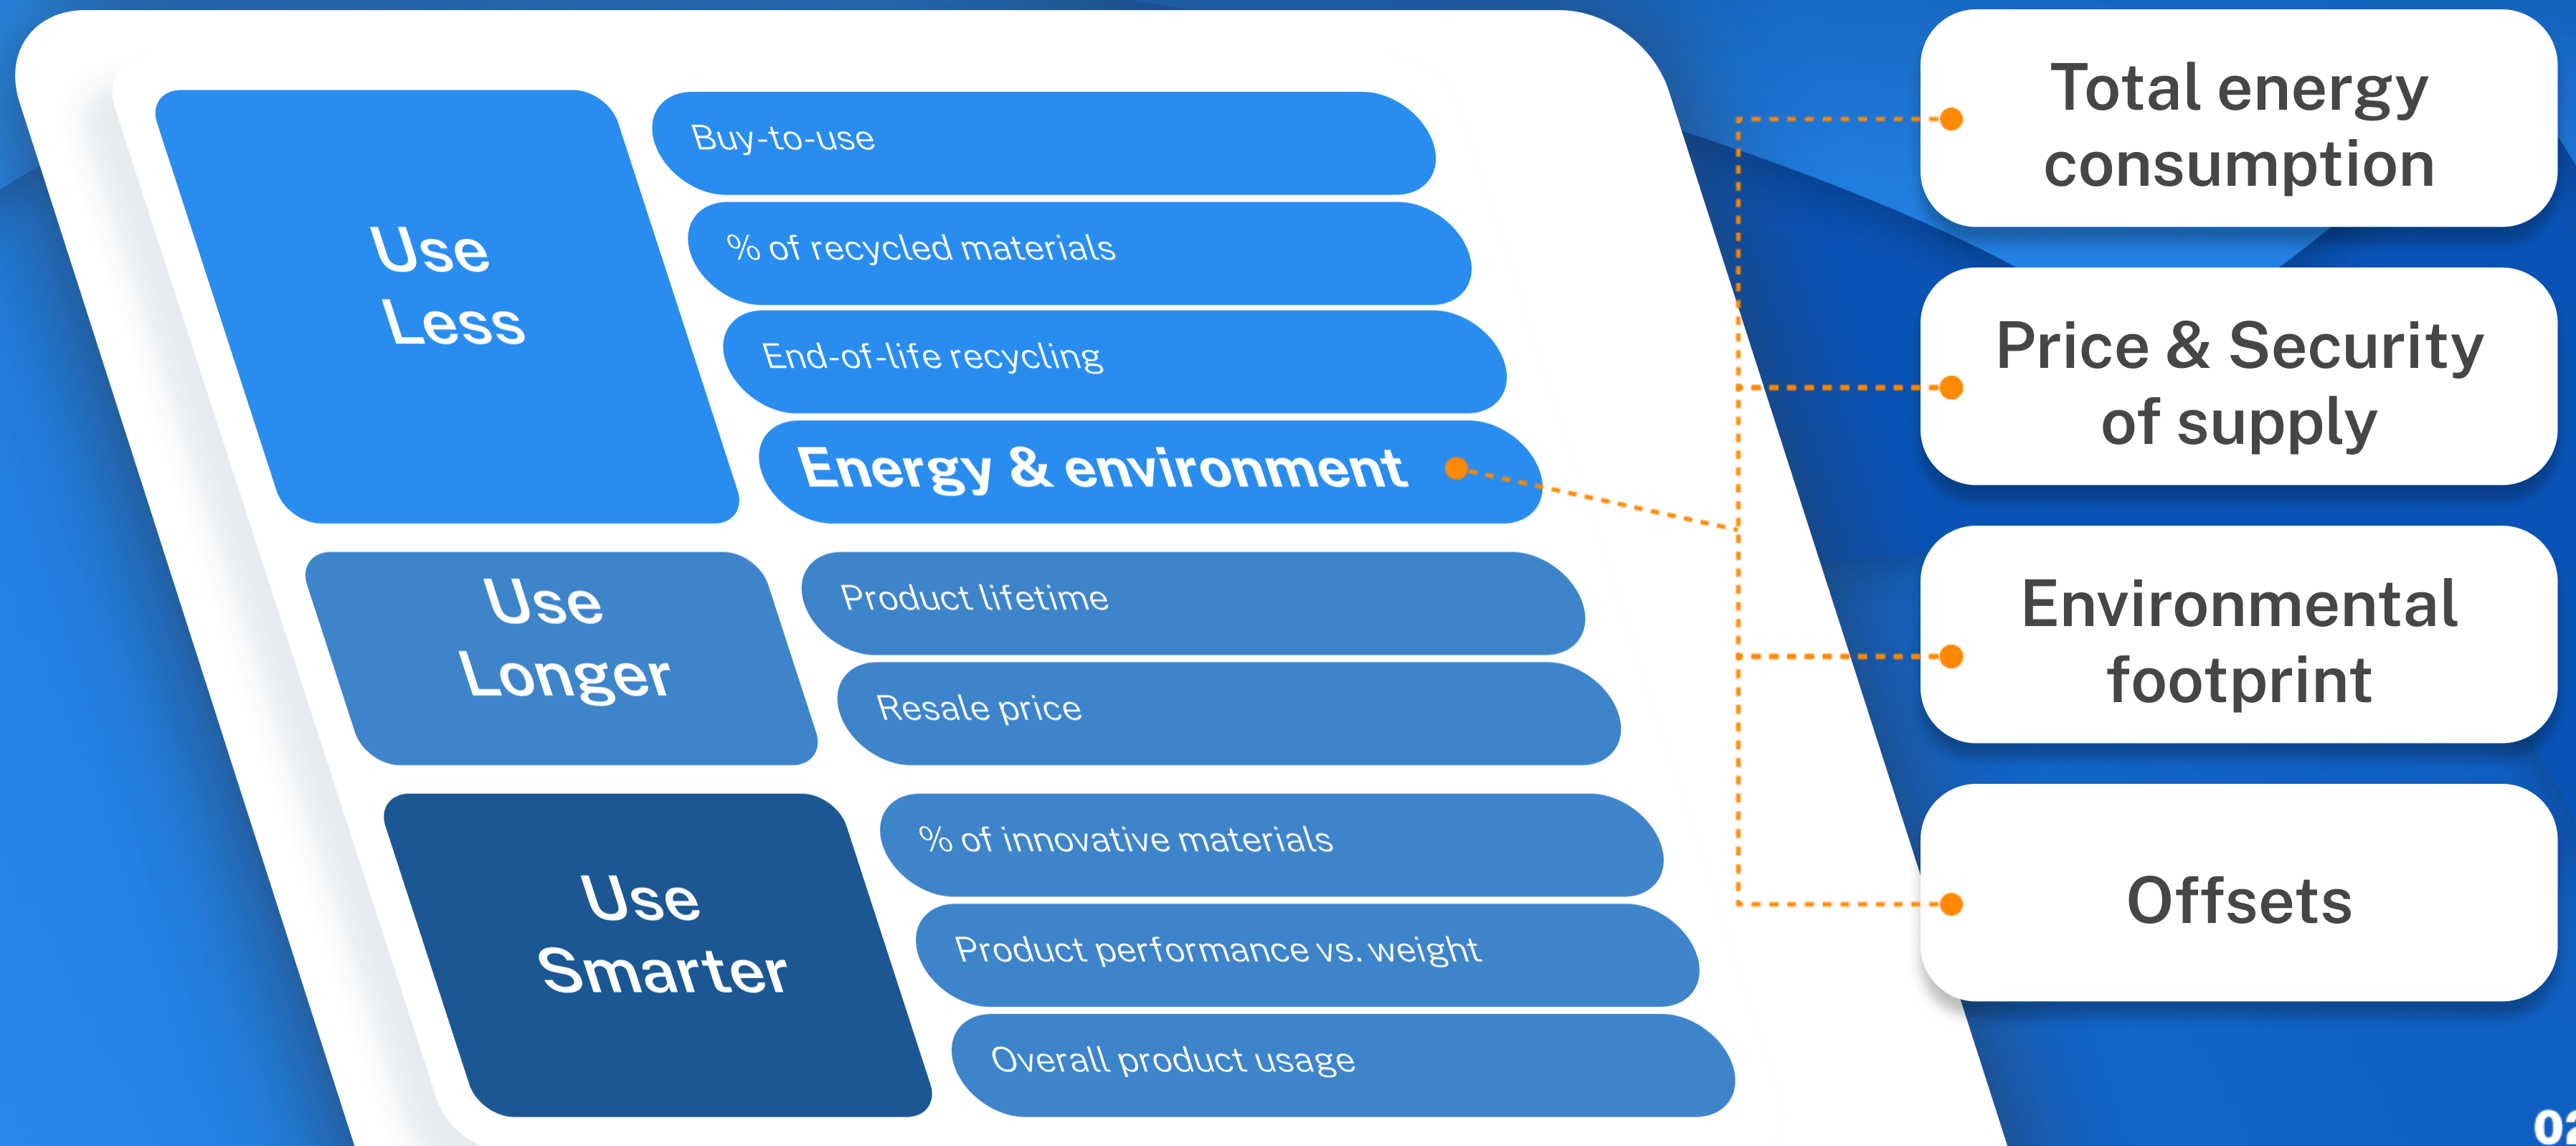 Use
Less
Buy-to-use
% of recycled materials
End-of-life recycling
Energy & environment
Use
Longer
Product lifetime
Resale price
Use
Smarter
% of innovative materials
Product performance vs. weight
Overall product usage
Total energy
consumption
Price & Security
of supply
Environmental
footprint
Offsets